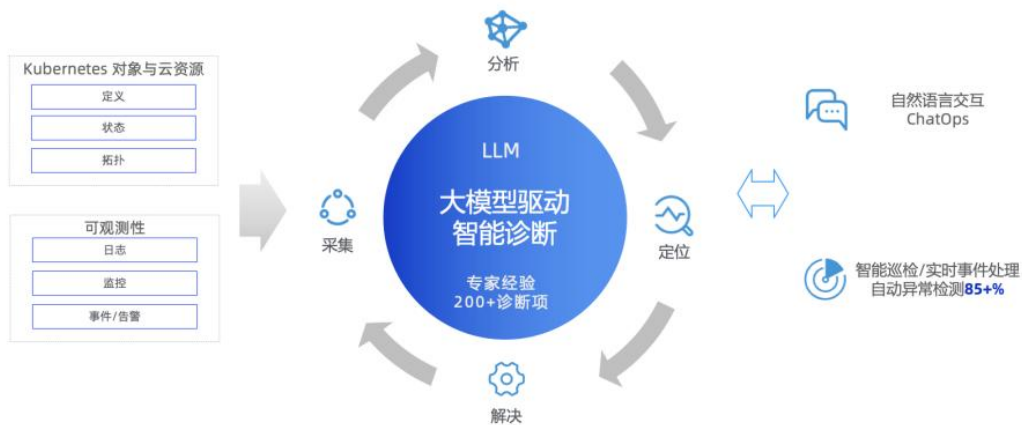 Kubernetes 对象与云资源
定义
状态
拓扑
可观测性
日志
监控
事件/告警
分析
采集
LLM
大模型驱动
智能诊断
专家经验
200+诊断项
定位
解决
自然语言交互
ChatOps
智能巡检/实时事件处理
自动异常检测85+%